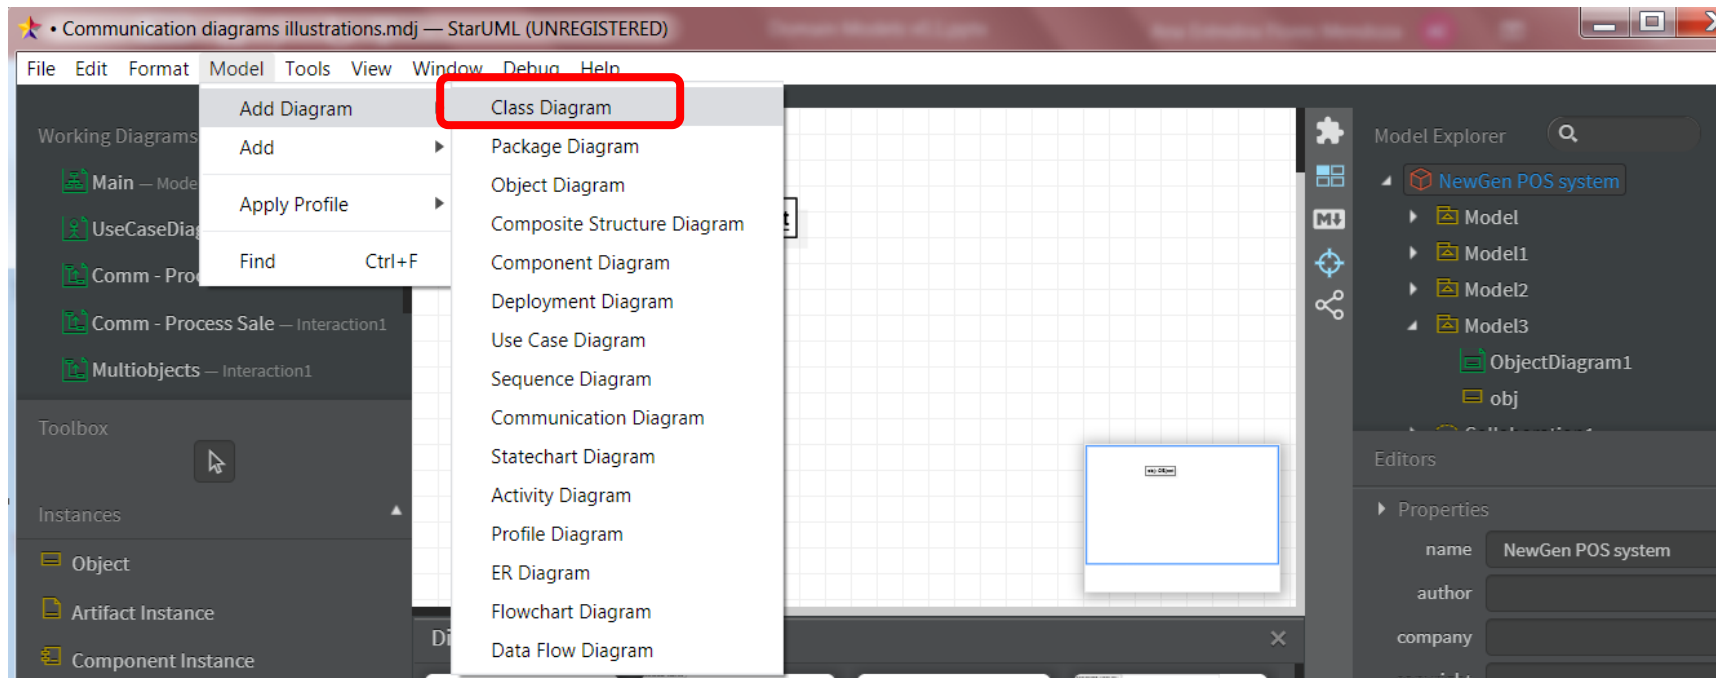 • Communication diagrams illustrations.mdj — StarUML (UNREGISTERED)
File Edit Format Model Tools View Window Debug Help
Add Diagram
Add
Apply Profile
Find Ctrl+F
Class Diagram
Package Diagram
Object Diagram
Composite Structure Diagram
Component Diagram
Deployment Diagram
Use Case Diagram
Sequence Diagram
Communication Diagram
Statechart Diagram
Activity Diagram
Profile Diagram
ER Diagram
Flowchart Diagram
Data Flow Diagram
Working Diagrams
Main — Mode
UseCaseDiag
Comm - Proc
Comm - Process Sale — Interaction1
Multiobjects — Interaction1
Toolbox
Instances
Object
Artifact Instance
Component Instance
t
Di
Model Explorer
NewGen POS system
Model
Model1
Model2
Model3
ObjectDiagram1
obj
Editors
Properties
name NewGen POS system
author
company